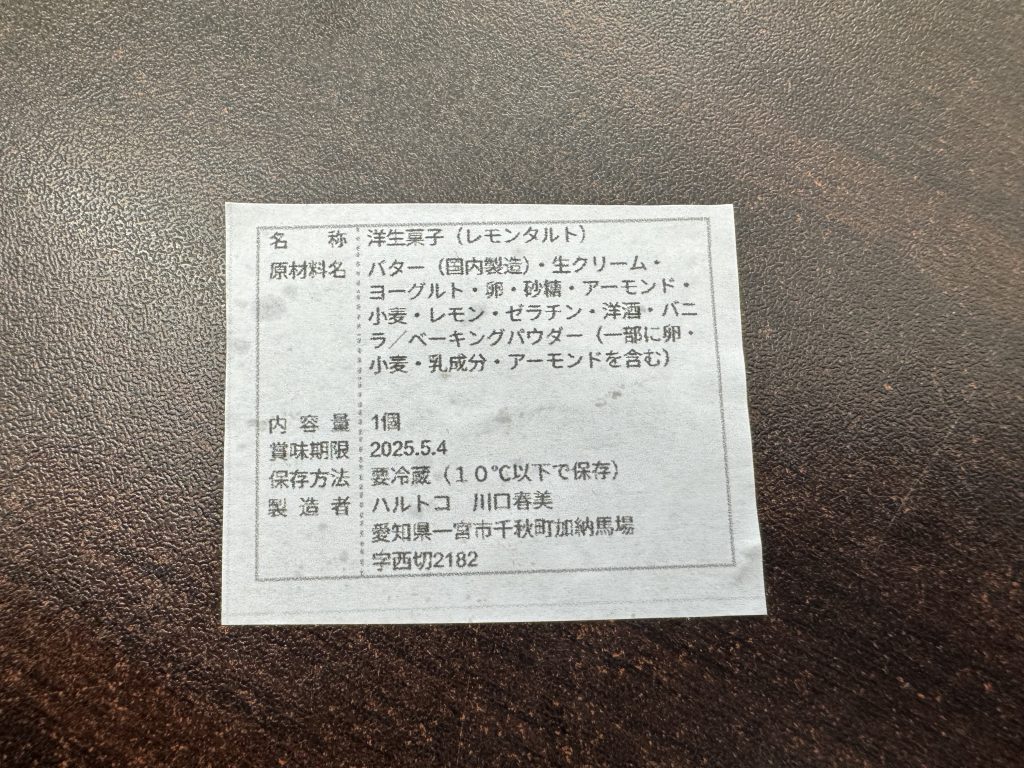 名 称 洋生菓子（レモンタルト）
原材料名 バター（国内製造）・生クリーム・
ヨーグルト・卵・砂糖・アーモンド・
小麦・レモン・ゼラチン・洋酒・バニ
ラ／ベーキングパウダー（一部に卵・
小麦・乳成分・アーモンドを含む）
内容量 1個
賞味期限 2025.5.4
保存方法 要冷蔵（１０℃以下で保存）
製造者 ハルトコ 川口春美
愛知県一宮市千秋町加納馬場
字西切2182